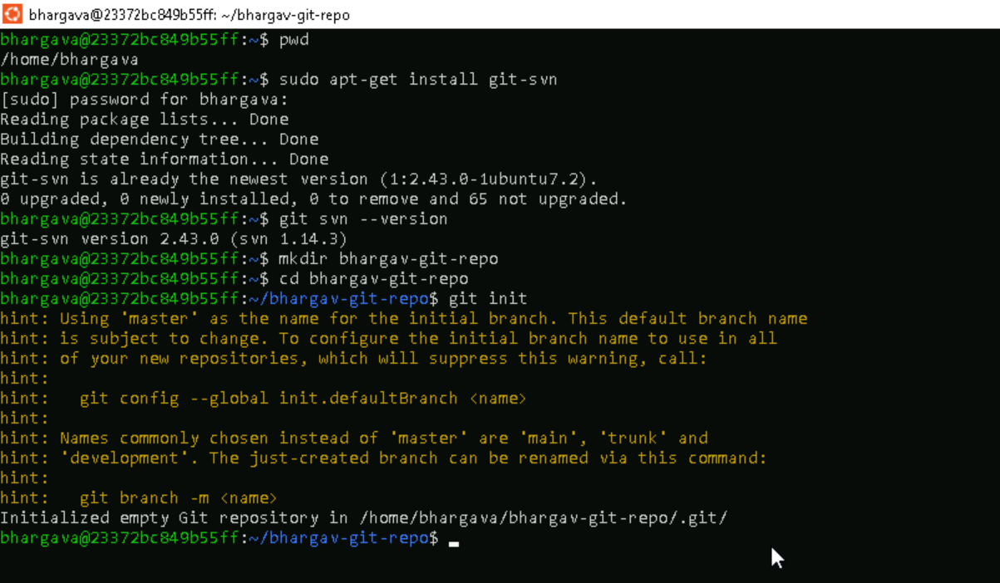 bhargava@23372bc849b55ff: ~/bhargav-git-repo
bhargava@23372bc849b55ff:~$ pwd
/home/bhargava
bhargava@23372bc849b55ff:~$ sudo apt-get install git-svn
[sudo] password for bhargava:
Reading package lists... Done
Building dependency tree... Done
Reading state information... Done
git-svn is already the newest version (1:2.43.0-1ubuntu7.2).
0 upgraded, 0 newly installed, 0 to remove and 65 not upgraded.
bhargava@23372bc849b55ff:~$ git svn --version
git-svn version 2.43.0 (svn 1.14.3)
bhargava@23372bc849b55ff:~$ mkdir bhargav-git-repo
bhargava@23372bc849b55ff:~$ cd bhargav-git-repo
bhargava@23372bc849b55ff:~/bhargav-git-repo$ git init
hint: Using 'master' as the name for the initial branch. This default branch name
hint: is subject to change. To configure the initial branch name to use in all
hint: of your new repositories, which will suppress this warning, call:
hint:
hint:   git config --global init.defaultBranch <name>
hint:
hint: Names commonly chosen instead of 'master' are 'main', 'trunk' and
hint: 'development'. The just-created branch can be renamed via this command:
hint:
hint:   git branch -m <name>
Initialized empty Git repository in /home/bhargava/bhargav-git-repo/.git/
bhargava@23372bc849b55ff:~/bhargav-git-repo$